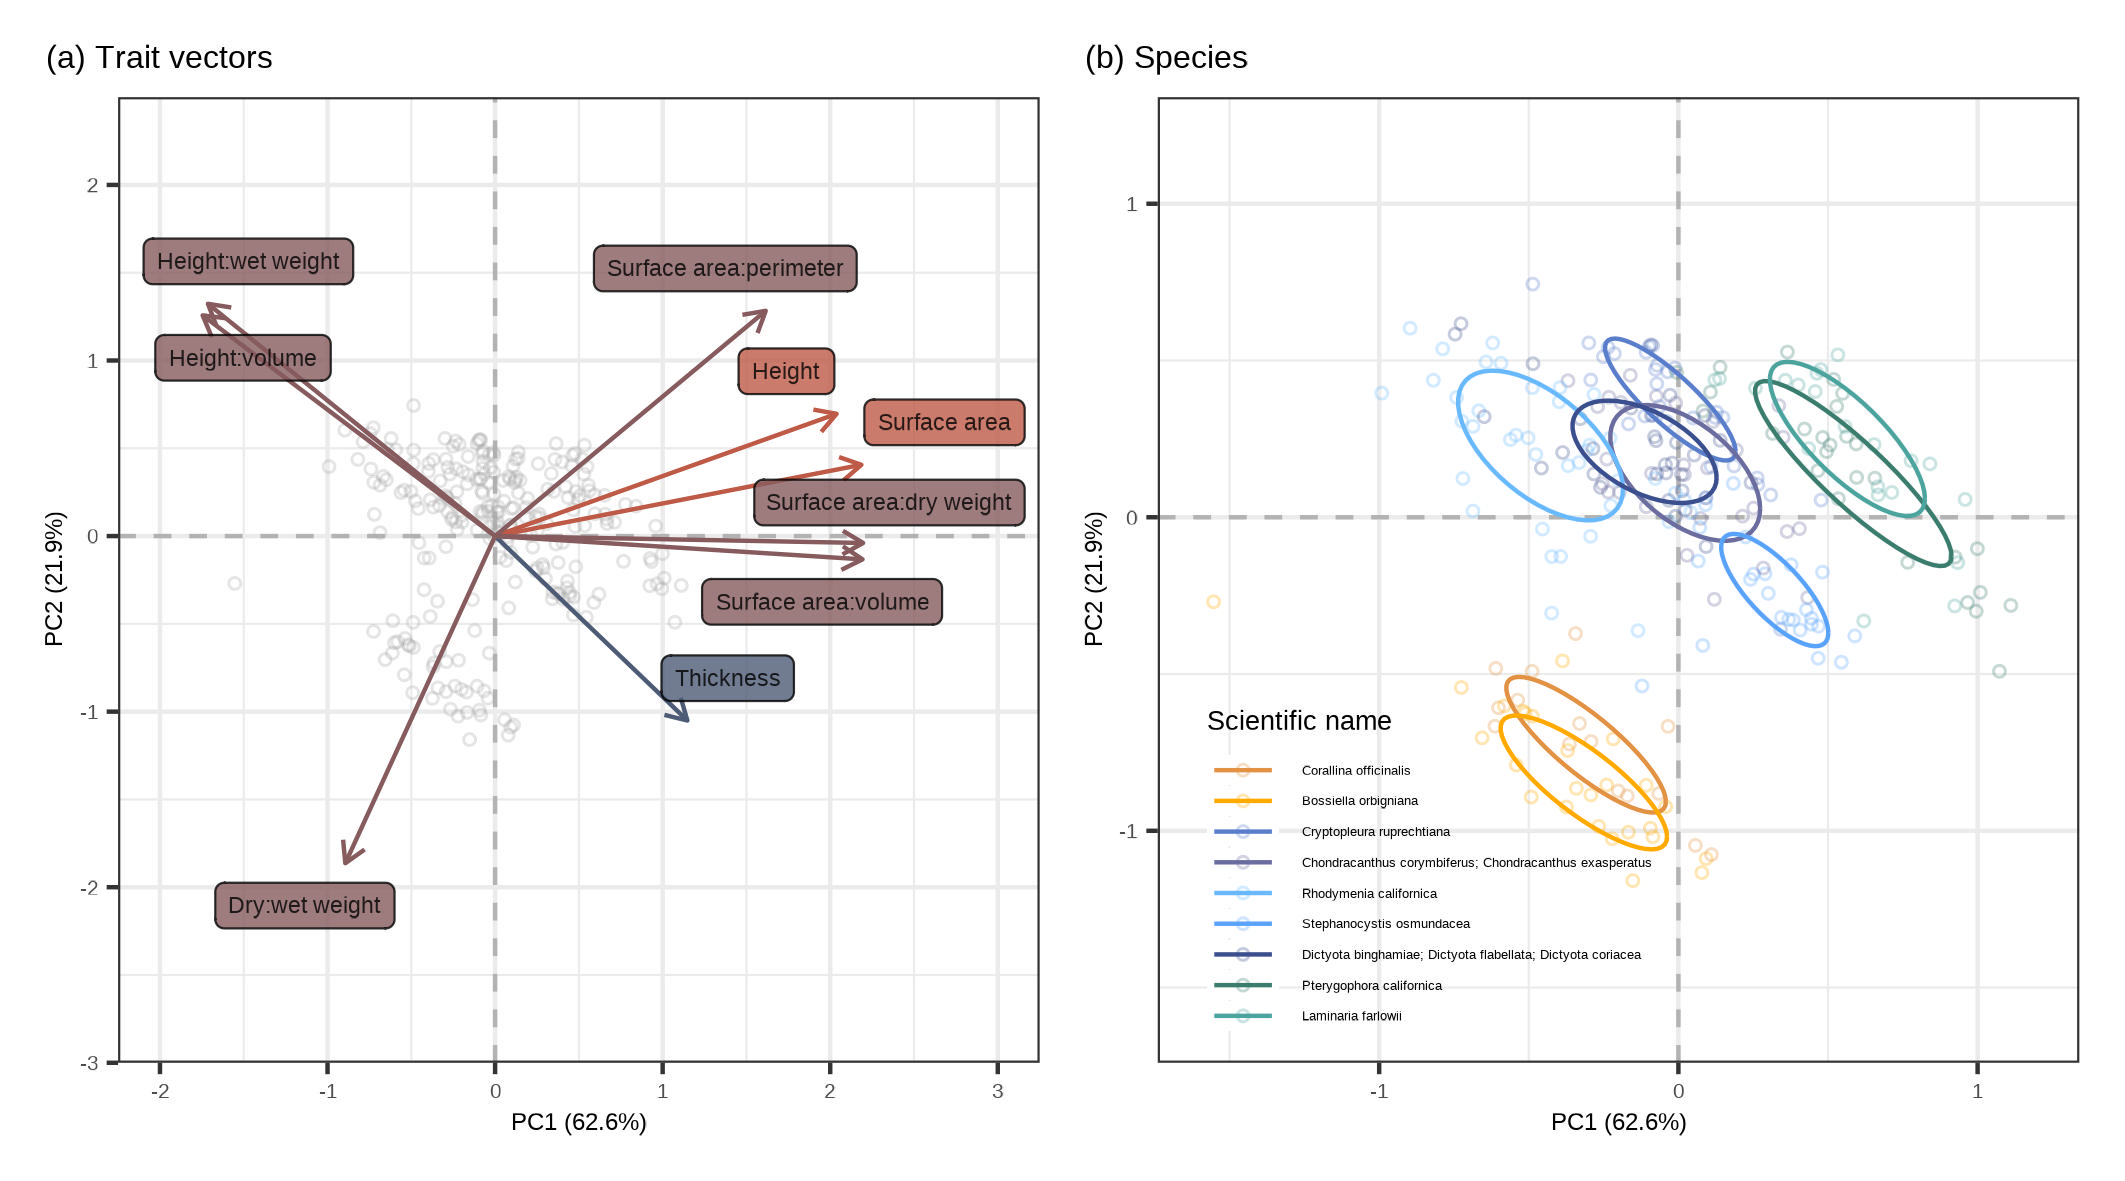 (a) Trait vectors
(b) Species
Height:wet weight
Surface area:perimeter
Height:volume
Height
Surface area
Surface area:dry weight
Surface area:volume
Thickness
Dry:wet weight
2
1
0
-1
-2
-3
-2
-1
0
1
2
3
PC1 (62.6%)
PC2 (21.9%)
1
0
-1
-1
0
1
PC1 (62.6%)
PC2 (21.9%)
Scientific name
Corallina officinalis
Bossiella orbigniana
Cryptopleura ruprechtiana
Chondracanthus corymbiferus; Chondracanthus exasperatus
Rhodymenia californica
Stephanocystis osmundacea
Dictyota binghamiae; Dictyota flabellata; Dictyota coriacea
Pterygophora californica
Laminaria farlowii